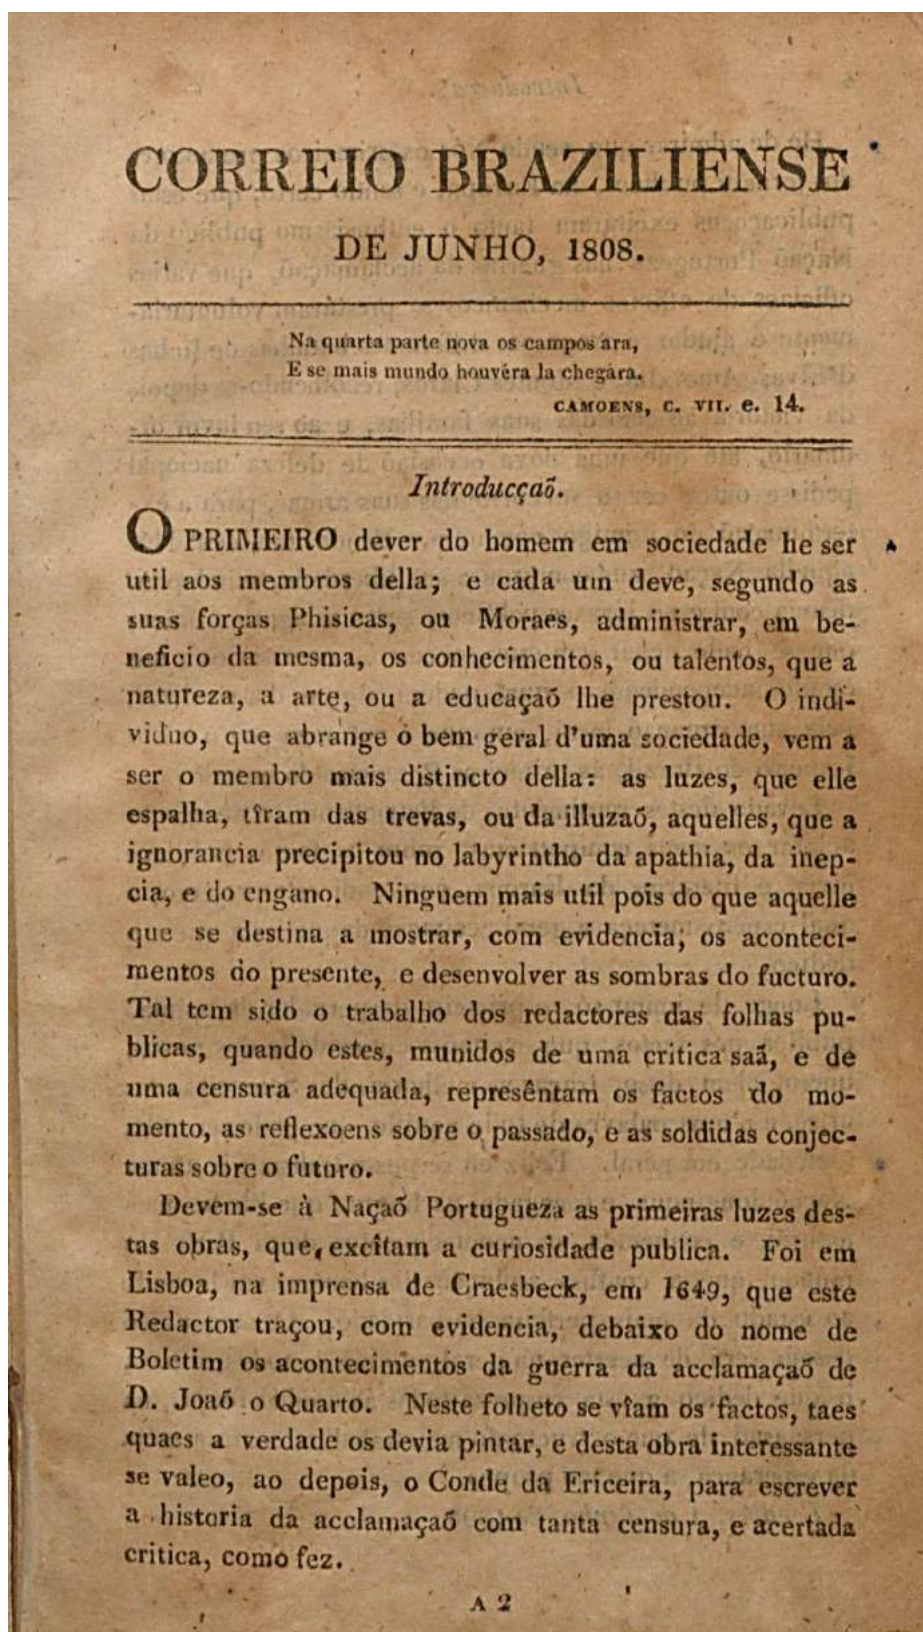 CORREIO BRAZILIENSE
DE JUNHO, 1808.
Na quarta parte nova os campos ara,
E se mais mundo houvéra la chegára.
CAMOENS, C. VII. e. 14.
Introducçaõ.
O PRIMEIRO dever do homem em sociedade he ser
util aos membros della; e cada um deve, segundo as
suas forças Phisicas, ou Moraes, administrar, em be-
neficio da mesma, os conhecimentos, ou talentos, que a
natureza, a arte, ou a educaçaõ lhe prestou. O indi-
viduo, que abrange o bem geral d'uma sociedade, vem a
ser o membro mais distincto della: as luzes, que elle
espalha, tîram das trevas, ou da illuzaõ, aquelles, que a
ignorancia precipitou no labyrintho da apathia, da inep-
cia, e do engano. Ninguem mais util pois do que aquelle
que se destina a mostrar, com evidencia, os aconteci-
mentos do presente, e desenvolver as sombras do fucturo.
Tal tem sido o trabalho dos redactores das folhas pu-
blicas, quando estes, munidos de uma critica saã, e de
uma censura adequada, represêntam os factos do mo-
mento, as reflexoens sobre o passado, e as soldidas conjec-
turas sobre o futuro.
Devem-se à Naçaõ Portugueza as primeiras luzes des-
tas obras, que excîtam a curiosidade publica. Foi em
Lisboa, na imprensa de Craesbeck, em 1649, que este
Redactor traçou, com evidencia, debaixo do nome de
Boletim os acontecimentos da guerra da acclamaçaõ de
D. Joaõ o Quarto. Neste folheto se vîam os factos, taes
quaes a verdade os devia pintar, e desta obra interessante
se valeo, ao depois, o Conde da Ericeira, para escrever
a historia da acclamaçaõ com tanta censura, e acertada
critica, como fez.
A 2